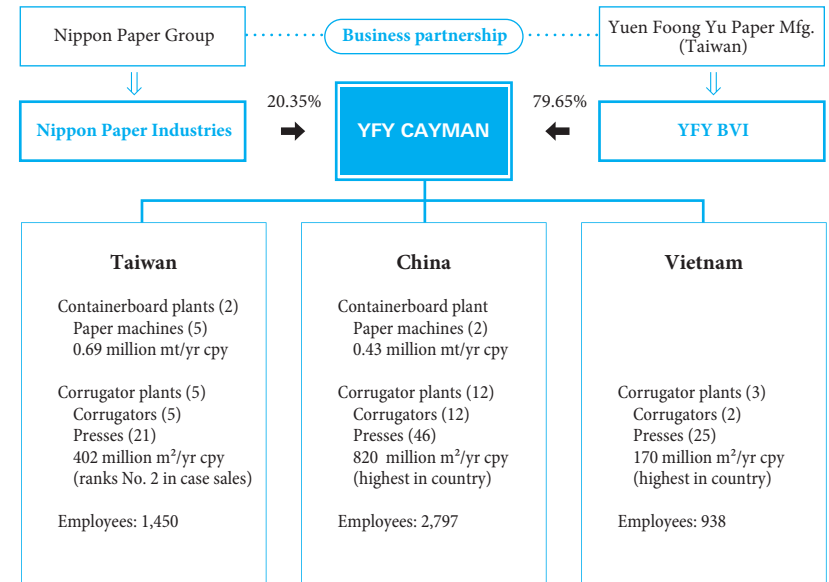 Nippon Paper Group
Business partnership
Yuen Foong Yu Paper Mfg.
(Taiwan)
Nippon Paper Industries
20.35%
YFY CAYMAN
79.65%
YFY BVI
Taiwan
Containerboard plants (2)
Paper machines (5)
0.69 million mt/yr cpy
Corrugator plants (5)
Corrugators (5)
Presses (21)
402 million m²/yr cpy
(ranks No. 2 in case sales)
Employees: 1,450
China
Containerboard plant
Paper machines (2)
0.43 million mt/yr cpy
Corrugator plants (12)
Corrugators (12)
Presses (46)
820 million m²/yr cpy
(highest in country)
Employees: 2,797
Vietnam
Corrugator plants (3)
Corrugators (2)
Presses (25)
170 million m²/yr cpy
(highest in country)
Employees: 938